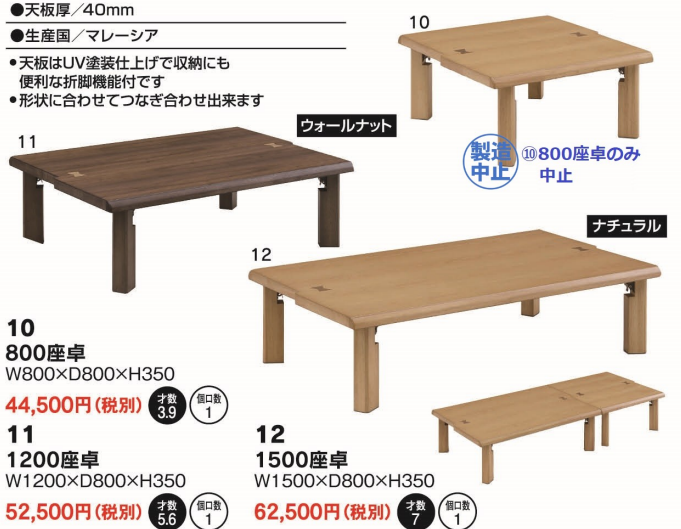 ●天板厚／40mm
●生産国／マレーシア
●天板はUV塗装仕上げで収納にも
便利な折脚機能付です
●形状に合わせてつなぎ合わせ出来ます
10
製造
中止
⑩800座卓のみ
中止
11
ウォールナット
ナチュラル
12
10
800座卓
W800×D800×H350
44,500円（税別）
才数
3.9
個口数
1
11
1200座卓
W1200×D800×H350
52,500円（税別）
才数
5.6
個口数
1
12
1500座卓
W1500×D800×H350
62,500円（税別）
才数
7
個口数
1